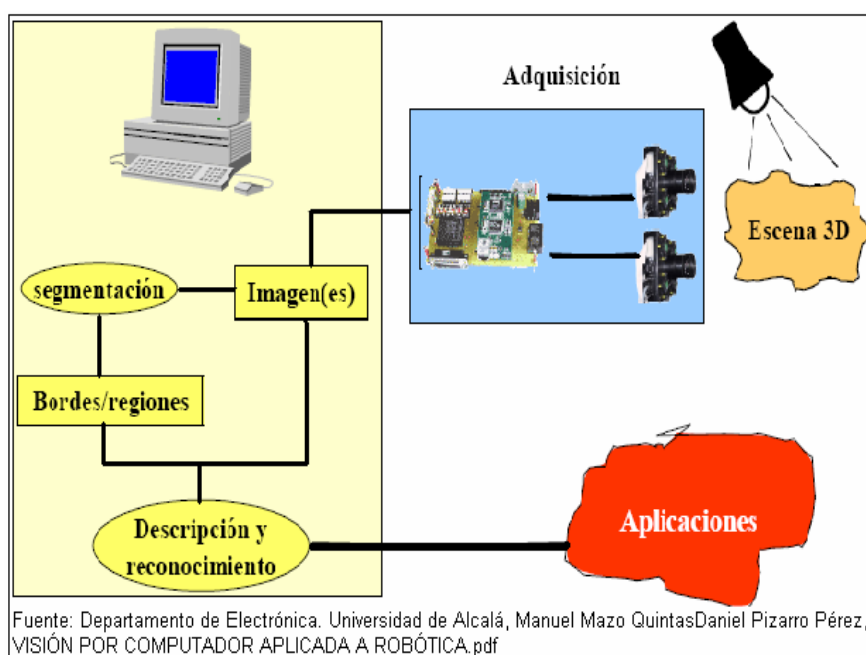 Adquisición
Escena 3D
segmentación
Imagen(es)
Bordes/regiones
Descripción y
reconocimiento
Aplicaciones
Fuente: Departamento de Electrónica. Universidad de Alcalá, Manuel Mazo QuintasDaniel Pizarro Pérez,
VISIÓN POR COMPUTADOR APLICADA A ROBÓTICA.pdf